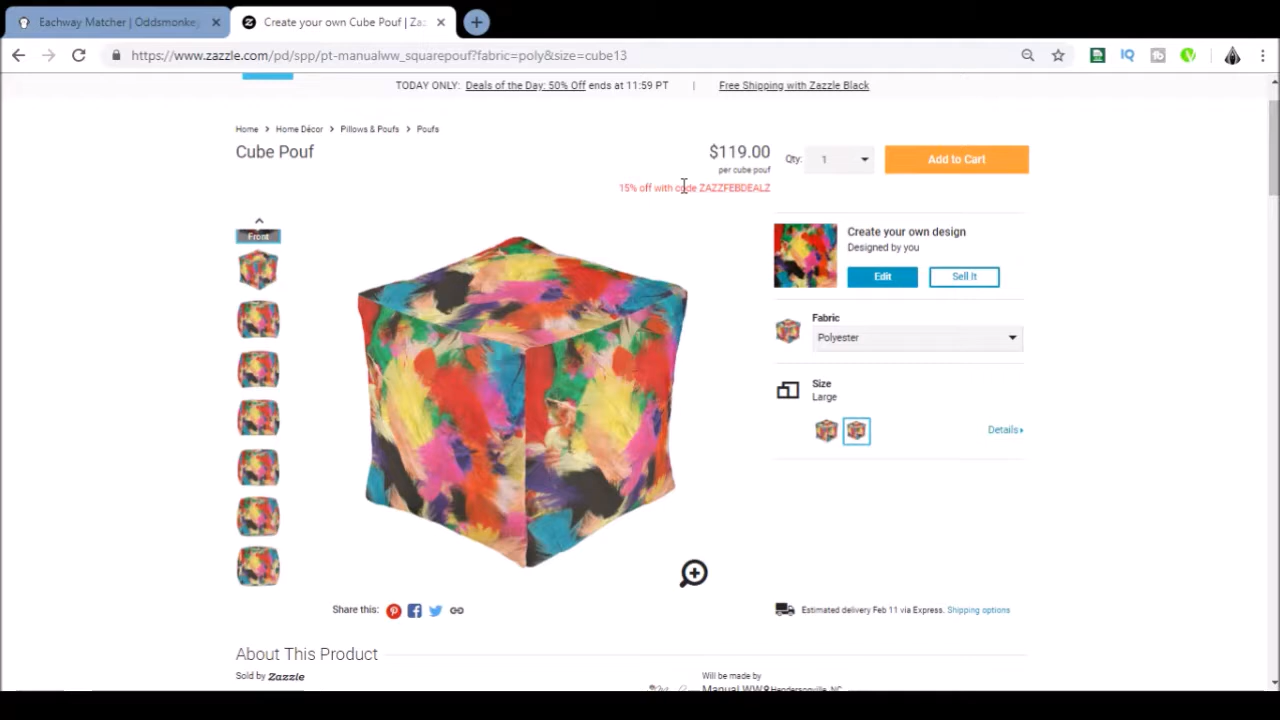 Eachway Matcher | Oddsmonkey
Create your own Cube Pouf | Zaz
https://www.zazzle.com/pd/spp/pt-manualww_squarepouf?fabric=poly&size=cube13
TODAY ONLY: Deals of the Day: 50% Off ends at 11:59 PT | Free Shipping with Zazzle Black
Home > Home Décor > Pillows & Poufs > Poufs
Cube Pouf
$119.00
per cube pouf
15% off with code ZAZZFEBDEALZ
Qty: 1
Add to Cart
Front
Create your own design
Designed by you
Edit
Sell It
Fabric
Polyester
Size
Large
Details
Share this:
Estimated delivery Feb 11 via Express. Shipping options
About This Product
Sold by Zazzle
Will be made by
Manual WW Hendersonville, NC